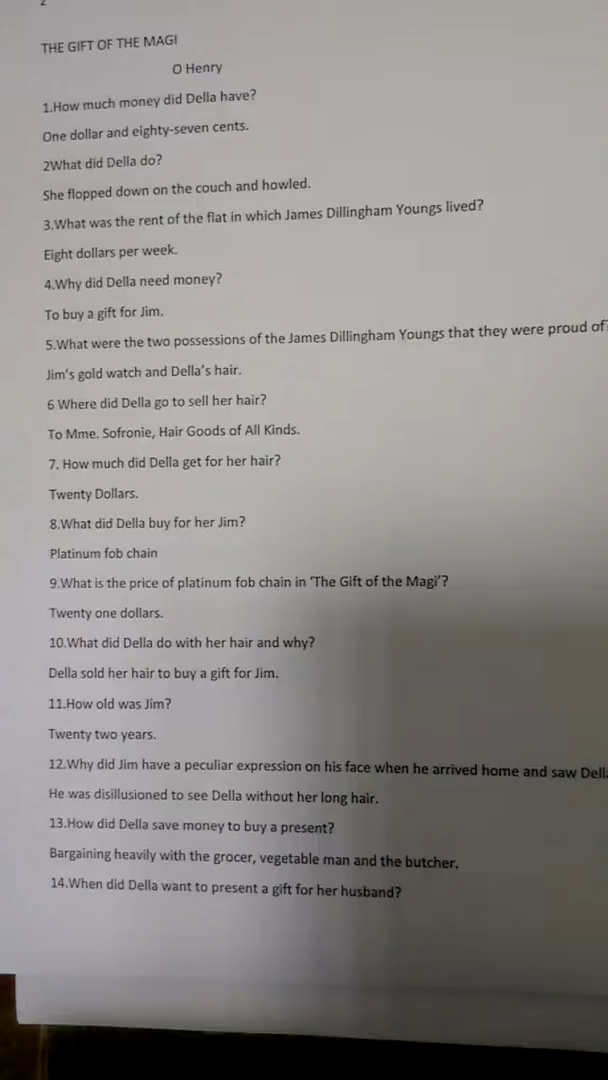 2
THE GIFT OF THE MAGI
O Henry
1.How much money did Della have?
One dollar and eighty-seven cents.
2What did Della do?
She flopped down on the couch and howled.
3.What was the rent of the flat in which James Dillingham Youngs lived?
Eight dollars per week.
4.Why did Della need money?
To buy a gift for Jim.
5.What were the two possessions of the James Dillingham Youngs that they were proud of?
Jim's gold watch and Della's hair.
6 Where did Della go to sell her hair?
To Mme. Sofronie, Hair Goods of All Kinds.
7. How much did Della get for her hair?
Twenty Dollars.
8.What did Della buy for her Jim?
Platinum fob chain
9.What is the price of platinum fob chain in ‘The Gift of the Magi’?
Twenty one dollars.
10.What did Della do with her hair and why?
Della sold her hair to buy a gift for Jim.
11.How old was Jim?
Twenty two years.
12.Why did Jim have a peculiar expression on his face when he arrived home and saw Della
He was disillusioned to see Della without her long hair.
13.How did Della save money to buy a present?
Bargaining heavily with the grocer, vegetable man and the butcher.
14.When did Della want to present a gift for her husband?